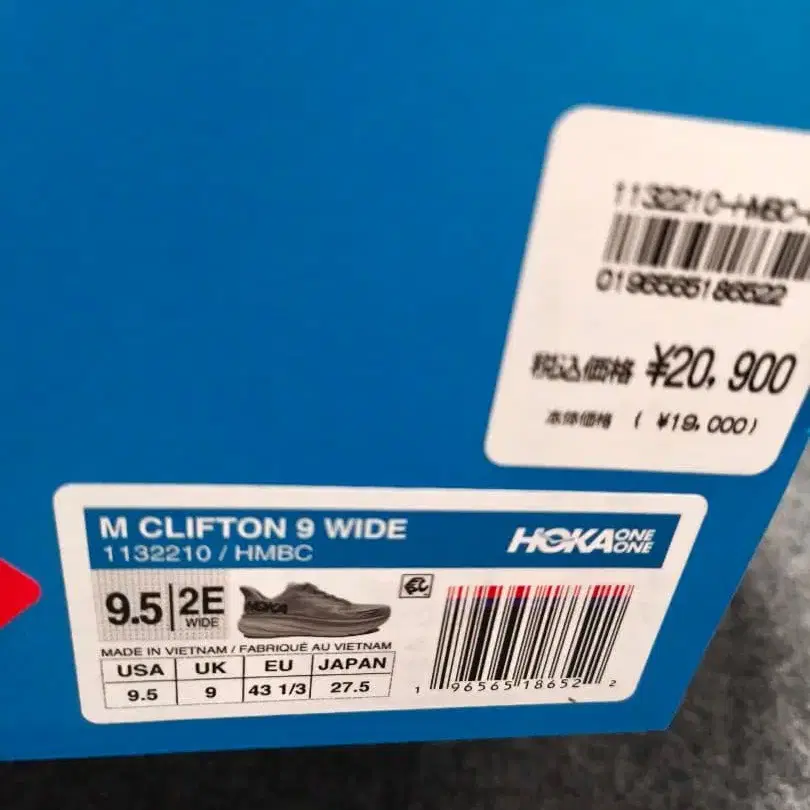 1132210-HMBC-
0196565186522
税込価格 ¥20,900
本体価格 ( ¥19,000)
M CLIFTON 9 WIDE
1132210 / HMBC
HOKA ONE ONE
9.5 2E WIDE
HOKA
MADE IN VIETNAM / FABRIQUÉ AU VIETNAM
USA UK EU JAPAN
9.5 9 43 1/3 27.5
1 96565 18652 2